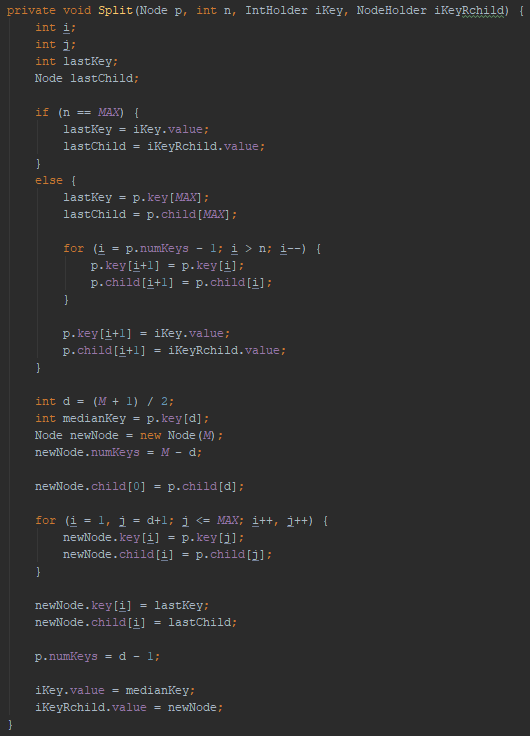 private void Split(Node p, int n, IntHolder iKey, NodeHolder iKeyRchild) {
    int i;
    int j;
    int lastKey;
    Node lastChild;

    if (n == MAX) {
        lastKey = iKey.value;
        lastChild = iKeyRchild.value;
    }
    else {
        lastKey = p.key[MAX];
        lastChild = p.child[MAX];

        for (i = p.numKeys - 1; i > n; i--) {
            p.key[i+1] = p.key[i];
            p.child[i+1] = p.child[i];
        }

        p.key[i+1] = iKey.value;
        p.child[i+1] = iKeyRchild.value;
    }

    int d = (M + 1) / 2;
    int medianKey = p.key[d];
    Node newNode = new Node(M);
    newNode.numKeys = M - d;

    newNode.child[0] = p.child[d];

    for (i = 1, j = d+1; j <= MAX; i++, j++) {
        newNode.key[i] = p.key[j];
        newNode.child[i] = p.child[j];
    }

    newNode.key[i] = lastKey;
    newNode.child[i] = lastChild;

    p.numKeys = d - 1;

    iKey.value = medianKey;
    iKeyRchild.value = newNode;
}